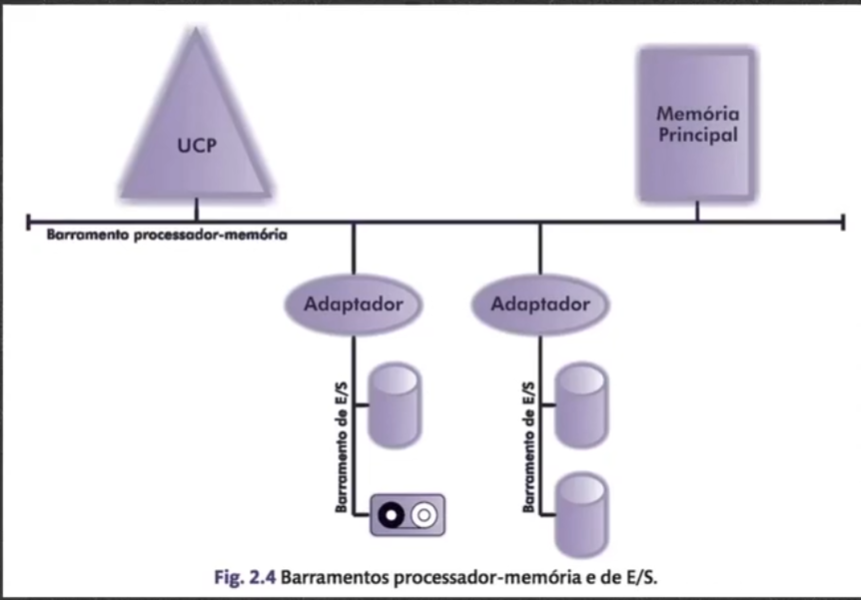 UCP
Memória
Principal
Barramento processador-memória
Adaptador
Adaptador
Barramento de E/S
Barramento de E/S
Fig. 2.4 Barramentos processador-memória e de E/S.